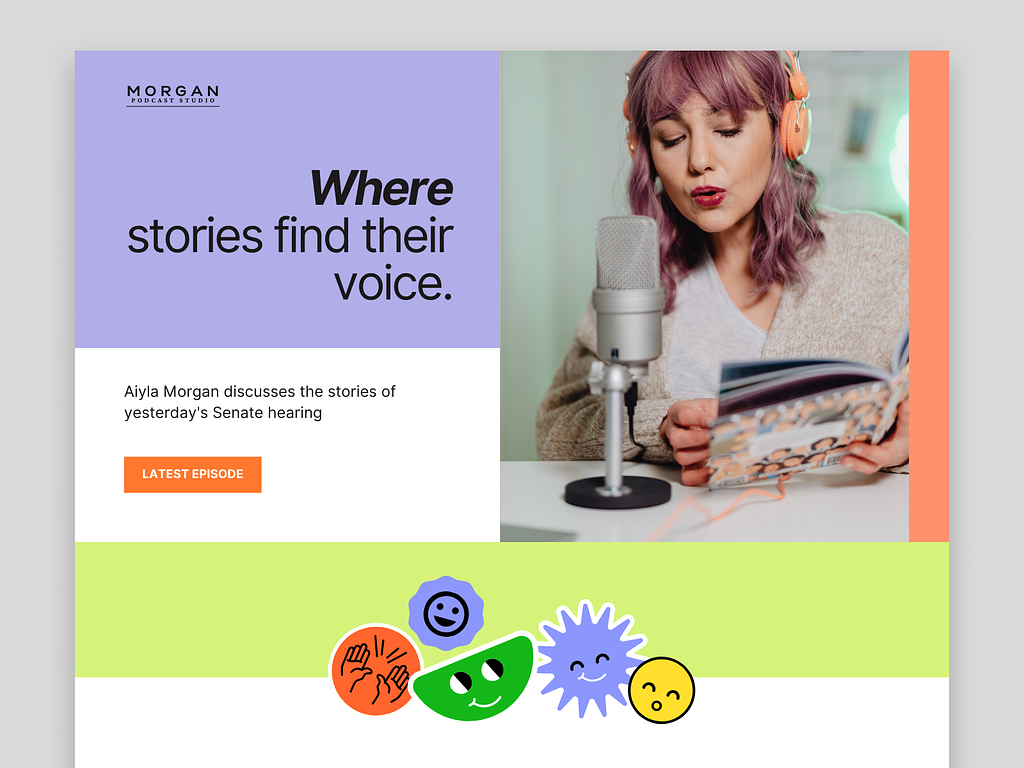 MORGAN
PODCAST STUDIO
Where
stories find their
voice.
Aiyla Morgan discusses the stories of
yesterday's Senate hearing
LATEST EPISODE